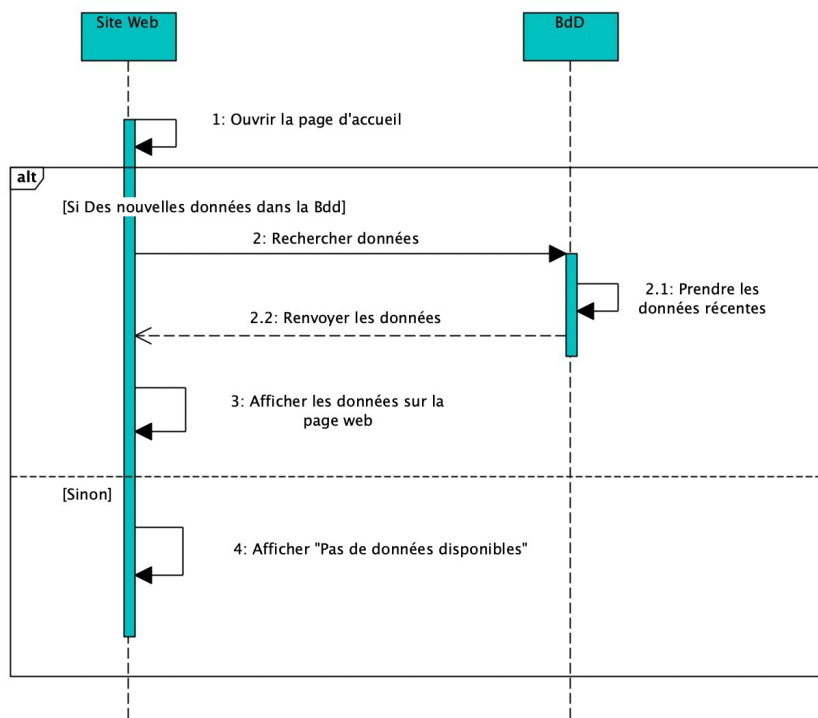 Site Web
BdD
1: Ouvrir la page d'accueil
alt
[Si Des nouvelles données dans la Bdd]
2: Rechercher données
2.1: Prendre les
données récentes
2.2: Renvoyer les données
3: Afficher les données sur la
page web
[Sinon]
4: Afficher "Pas de données disponibles"